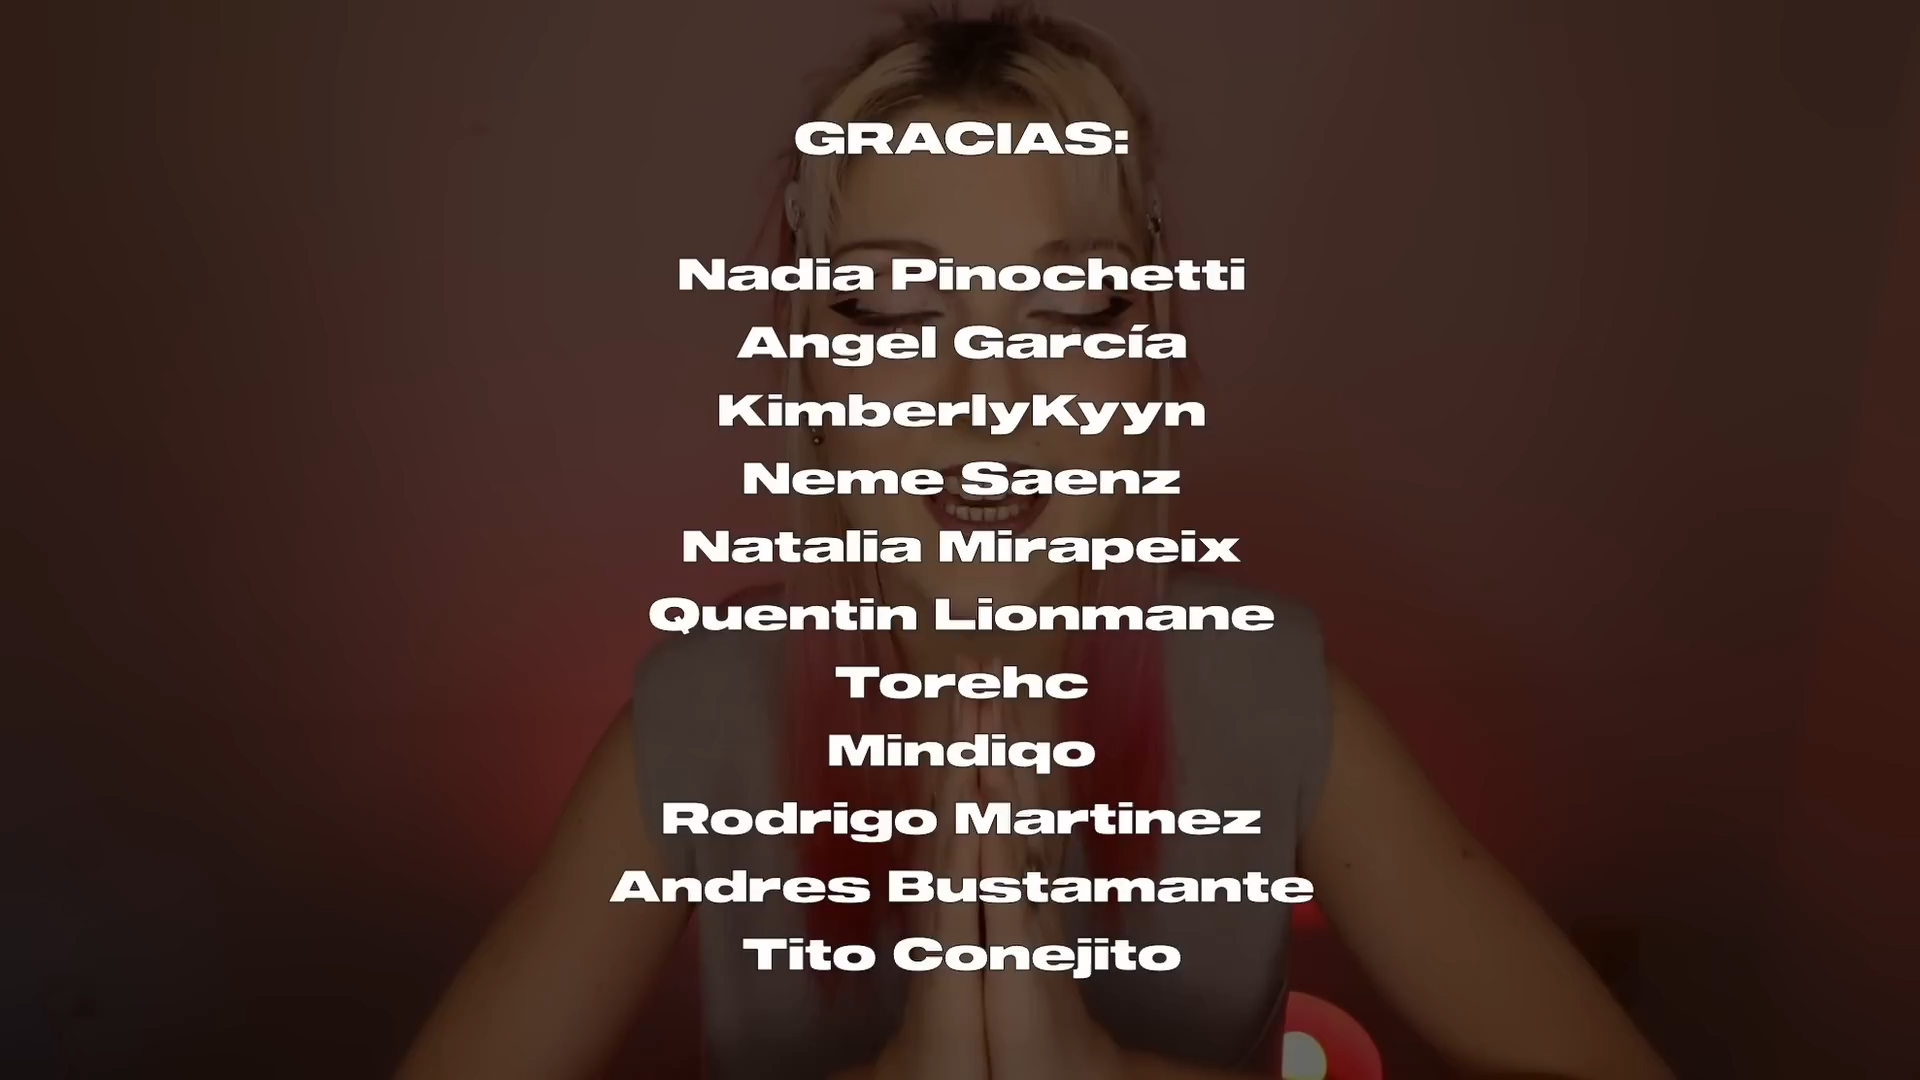 GRACIAS:
Nadia Pinochetti
Angel García
KimberlyKyyn
Neme Saenz
Natalia Mirapeix
Quentin Lionmane
Torehc
Mindiqo
Rodrigo Martinez
Andres Bustamante
Tito Conejito